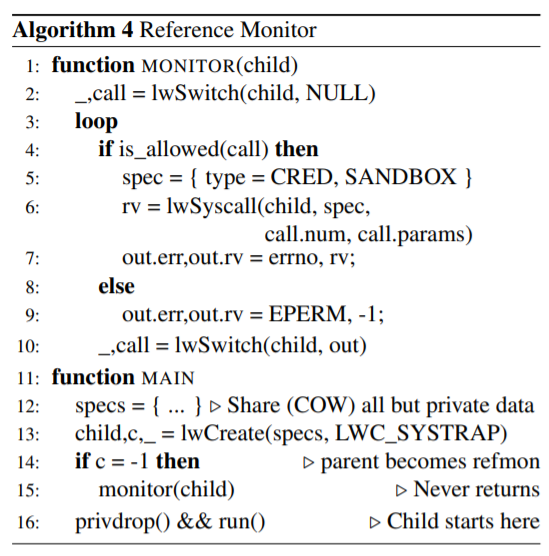 Algorithm 4 Reference Monitor
1: function MONITOR(child)
2: _,call = lwSwitch(child, NULL)
3: loop
4: if is_allowed(call) then
5: spec = { type = CRED, SANDBOX }
6: rv = lwSyscall(child, spec,
call.num, call.params)
7: out.err,out.rv = errno, rv;
8: else
9: out.err,out.rv = EPERM, -1;
10: _,call = lwSwitch(child, out)
11: function MAIN
12: specs = { ... } ▷ Share (COW) all but private data
13: child,c,_ = lwCreate(specs, LWC_SYSTRAP)
14: if c = -1 then ▷ parent becomes refmon
15: monitor(child) ▷ Never returns
16: privdrop() && run() ▷ Child starts here